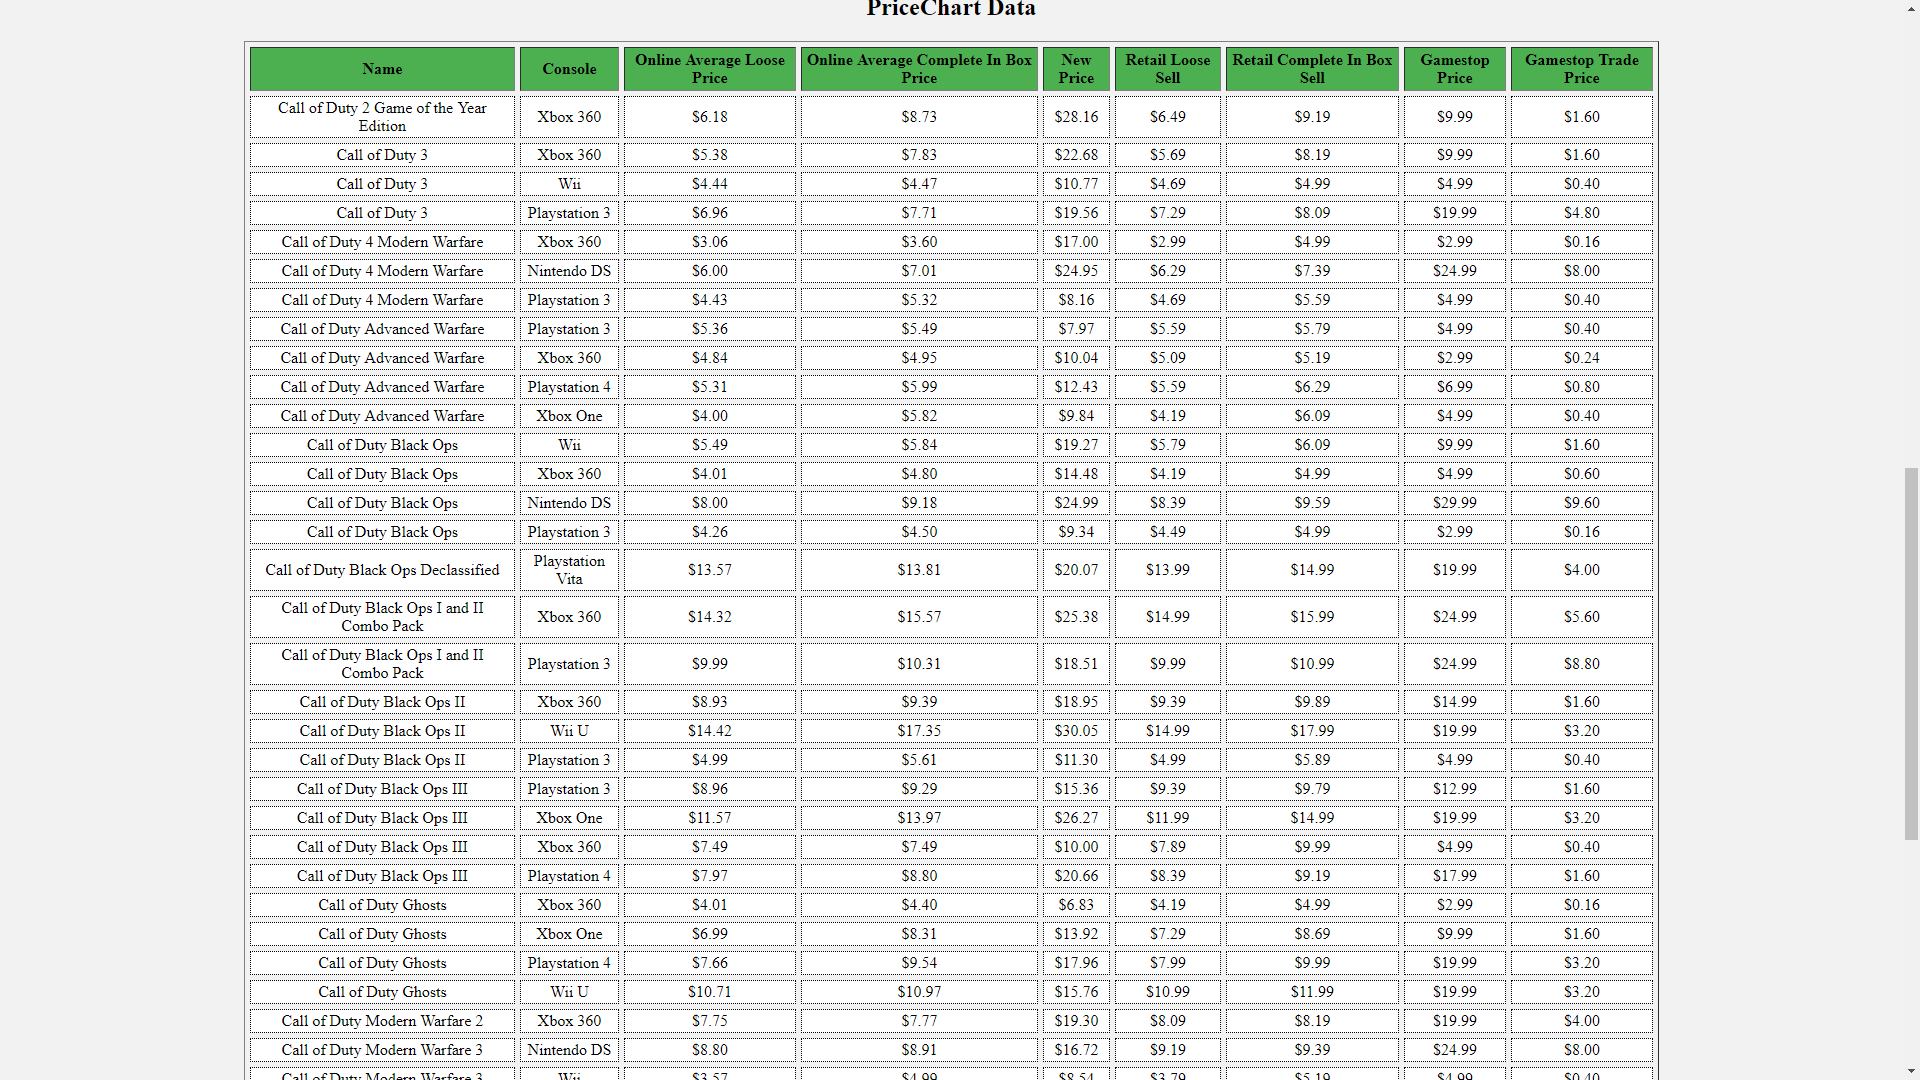 PriceChart Data
Name Console Online Average Loose Price Online Average Complete In Box Price New Price Retail Loose Sell Retail Complete In Box Sell Gamestop Price Gamestop Trade Price
Call of Duty 2 Game of the Year Edition Xbox 360 $6.18 $8.73 $28.16 $6.49 $9.19 $9.99 $1.60
Call of Duty 3 Xbox 360 $5.38 $7.83 $22.68 $5.69 $8.19 $9.99 $1.60
Call of Duty 3 Wii $4.44 $4.47 $10.77 $4.69 $4.99 $4.99 $0.40
Call of Duty 3 Playstation 3 $6.96 $7.71 $19.56 $7.29 $8.09 $19.99 $4.80
Call of Duty 4 Modern Warfare Xbox 360 $3.06 $3.60 $17.00 $2.99 $4.99 $2.99 $0.16
Call of Duty 4 Modern Warfare Nintendo DS $6.00 $7.01 $24.95 $6.29 $7.39 $24.99 $8.00
Call of Duty 4 Modern Warfare Playstation 3 $4.43 $5.32 $8.16 $4.69 $5.59 $4.99 $0.40
Call of Duty Advanced Warfare Playstation 3 $5.36 $5.49 $7.97 $5.59 $5.79 $4.99 $0.40
Call of Duty Advanced Warfare Xbox 360 $4.84 $4.95 $10.04 $5.09 $5.19 $2.99 $0.24
Call of Duty Advanced Warfare Playstation 4 $5.31 $5.99 $12.43 $5.59 $6.29 $6.99 $0.80
Call of Duty Advanced Warfare Xbox One $4.00 $5.82 $9.84 $4.19 $6.09 $4.99 $0.40
Call of Duty Black Ops Wii $5.49 $5.84 $19.27 $5.79 $6.09 $9.99 $1.60
Call of Duty Black Ops Xbox 360 $4.01 $4.80 $14.48 $4.19 $4.99 $4.99 $0.60
Call of Duty Black Ops Nintendo DS $8.00 $9.18 $24.99 $8.39 $9.59 $29.99 $9.60
Call of Duty Black Ops Playstation 3 $4.26 $4.50 $9.34 $4.49 $4.99 $2.99 $0.16
Call of Duty Black Ops Declassified Playstation Vita $13.57 $13.81 $20.07 $13.99 $14.99 $19.99 $4.00
Call of Duty Black Ops I and II Combo Pack Xbox 360 $14.32 $15.57 $25.38 $14.99 $15.99 $24.99 $5.60
Call of Duty Black Ops I and II Combo Pack Playstation 3 $9.99 $10.31 $18.51 $9.99 $10.99 $24.99 $8.80
Call of Duty Black Ops II Xbox 360 $8.93 $9.39 $18.95 $9.39 $9.89 $14.99 $1.60
Call of Duty Black Ops II Wii U $14.42 $17.35 $30.05 $14.99 $17.99 $19.99 $3.20
Call of Duty Black Ops II Playstation 3 $4.99 $5.61 $11.30 $4.99 $5.89 $4.99 $0.40
Call of Duty Black Ops III Playstation 3 $8.96 $9.29 $15.36 $9.39 $9.79 $12.99 $1.60
Call of Duty Black Ops III Xbox One $11.57 $13.97 $26.27 $11.99 $14.99 $19.99 $3.20
Call of Duty Black Ops III Xbox 360 $7.49 $7.49 $10.00 $7.89 $9.99 $4.99 $0.40
Call of Duty Black Ops III Playstation 4 $7.97 $8.80 $20.66 $8.39 $9.19 $17.99 $1.60
Call of Duty Ghosts Xbox 360 $4.01 $4.40 $6.83 $4.19 $4.99 $2.99 $0.16
Call of Duty Ghosts Xbox One $6.99 $8.31 $13.92 $7.29 $8.69 $9.99 $1.60
Call of Duty Ghosts Playstation 4 $7.66 $9.54 $17.96 $7.99 $9.99 $19.99 $3.20
Call of Duty Ghosts Wii U $10.71 $10.97 $15.76 $10.99 $11.99 $19.99 $3.20
Call of Duty Modern Warfare 2 Xbox 360 $7.75 $7.77 $19.30 $8.09 $8.19 $19.99 $4.00
Call of Duty Modern Warfare 3 Nintendo DS $8.80 $8.91 $16.72 $9.19 $9.39 $24.99 $8.00
Call of Duty Modern Warfare 3 Wii $3.57 $4.99 $8.54 $3.79 $5.19 $4.99 $0.40